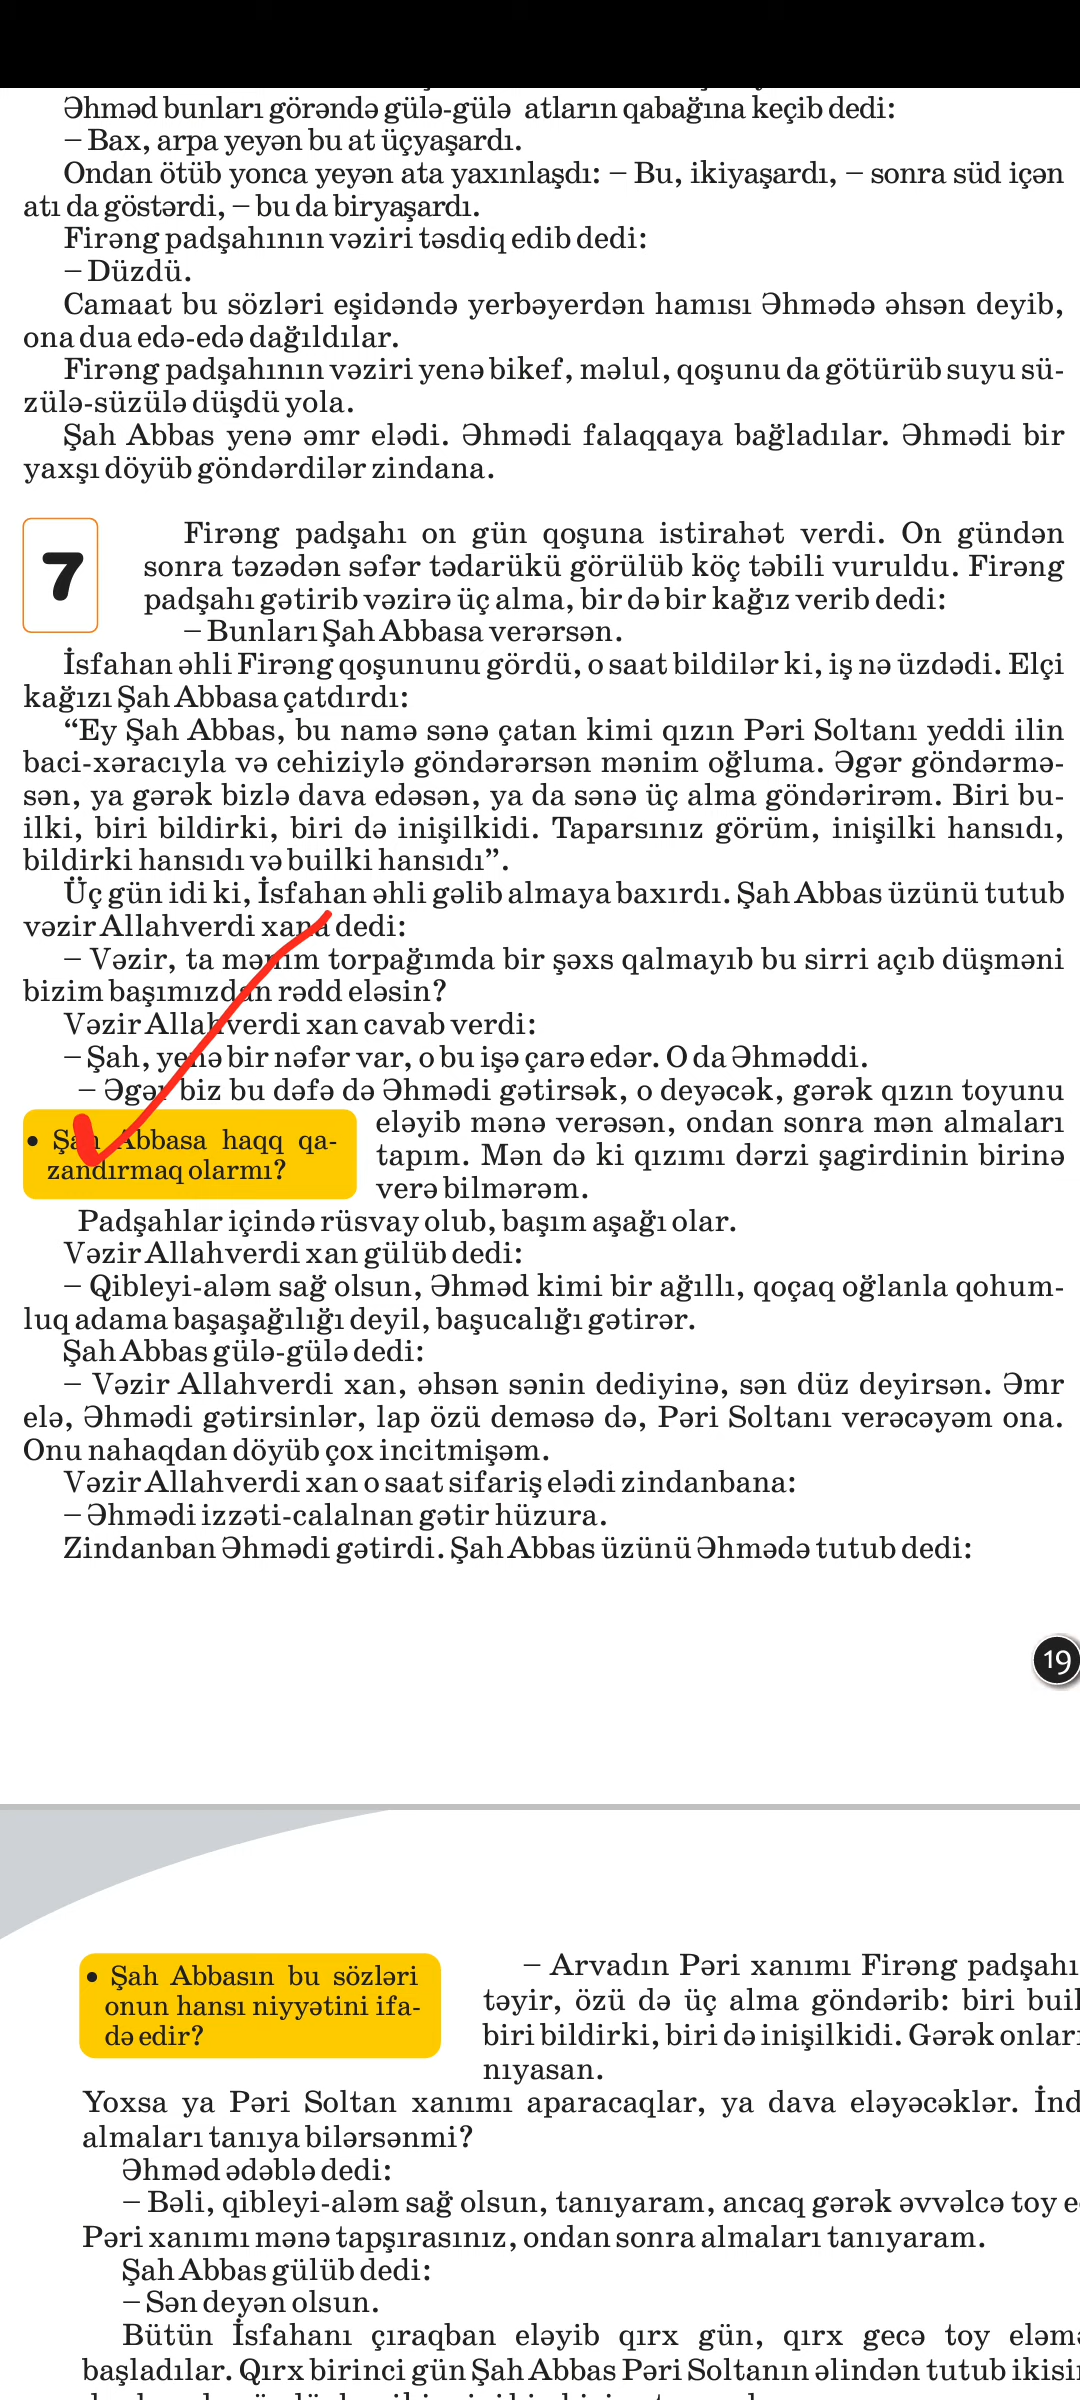 Əhməd bunları görəndə gülə-gülə atların qabağına keçib dedi:
– Bax, arpa yeyən bu at üçyaşardı.
Ondan ötüb yonca yeyən ata yaxınlaşdı: – Bu, ikiyaşardı, – sonra süd içən
atı da göstərdi, – bu da biryaşardı.
Firəng padşahının vəziri təsdiq edib dedi:
– Düzdü.
Camaat bu sözləri eşidəndə yerbəyerdən hamısı Əhmədə əhsən deyib,
ona dua edə-edə dağıldılar.
Firəng padşahının vəziri yenə bikef, məlul, qoşunu da götürüb suyu sü-
zülə-süzülə düşdü yola.
Şah Abbas yenə əmr elədi. Əhmədi falaqqaya bağladılar. Əhmədi bir
yaxşı döyüb göndərdilər zindana.
7
Firəng padşahı on gün qoşuna istirahət verdi. On gündən
sonra təzədən səfər tədarükü görülüb köç təbili vuruldu. Firəng
padşahı gətirib vəzirə üç alma, bir də bir kağız verib dedi:
– Bunları Şah Abbasa verərsən.
İsfahan əhli Firəng qoşununu gördü, o saat bildilər ki, iş nə üzdədi. Elçi
kağızı Şah Abbasa çatdırdı:
“Ey Şah Abbas, bu namə sənə çatan kimi qızın Pəri Soltanı yeddi ilin
baci-xəracıyla və cehiziylə göndərərsən mənim oğluma. Əgər göndərmə-
sən, ya gərək bizlə dava edəsən, ya da sənə üç alma göndərirəm. Biri bu-
ilki, biri bildirki, biri də inişilkidi. Taparsınız görüm, inişilki hansıdı,
bildirki hansıdı və builki hansıdı”.
Üç gün idi ki, İsfahan əhli gəlib almaya baxırdı. Şah Abbas üzünü tutub
vəzir Allahverdi xana dedi:
– Vəzir, ta mənim torpağımda bir şəxs qalmayıb bu sirri açıb düşməni
bizim başımızdan rədd eləsin?
Vəzir Allahverdi xan cavab verdi:
– Şah, yenə bir nəfər var, o bu işə çarə edər. O da Əhməddi.
– Əgər biz bu dəfə də Əhmədi gətirsək, o deyəcək, gərək qızın toyunu
eləyib mənə verəsən, ondan sonra mən almaları
tapım. Mən də ki qızımı dərzi şagirdinin birinə
verə bilmərəm.
• Şah Abbasa haqq qa-
zandırmaq olarmı?
Padşahlar içində rüsvay olub, başım aşağı olar.
Vəzir Allahverdi xan gülüb dedi:
– Qibleyi-aləm sağ olsun, Əhməd kimi bir ağıllı, qoçaq oğlanla qohum-
luq adama başaşağılığı deyil, başucalığı gətirər.
Şah Abbas gülə-gülə dedi:
– Vəzir Allahverdi xan, əhsən sənin dediyinə, sən düz deyirsən. Əmr
elə, Əhmədi gətirsinlər, lap özü deməsə də, Pəri Soltanı verəcəyəm ona.
Onu nahaqdan döyüb çox incitmişəm.
Vəzir Allahverdi xan o saat sifariş elədi zindanbana:
– Əhmədi izzəti-calalnan gətir hüzura.
Zindanban Əhmədi gətirdi. Şah Abbas üzünü Əhmədə tutub dedi:
19
• Şah Abbasın bu sözləri
onun hansı niyyətini ifa-
də edir?
– Arvadın Pəri xanımı Firəng padşahı
təyir, özü də üç alma göndərib: biri buil
biri bildirki, biri də inişilkidi. Gərək onları
nıyasan.
Yoxsa ya Pəri Soltan xanımı aparacaqlar, ya dava eləyəcəklər. İnd
almaları tanıya bilərsənmi?
Əhməd ədəblə dedi:
– Bəli, qibleyi-aləm sağ olsun, tanıyaram, ancaq gərək əvvəlcə toy e
Pəri xanımı mənə tapşırasınız, ondan sonra almaları tanıyaram.
Şah Abbas gülüb dedi:
– Sən deyən olsun.
Bütün İsfahanı çıraqban eləyib qırx gün, qırx gecə toy eləmə
başladılar. Qırx birinci gün Şah Abbas Pəri Soltanın əlindən tutub ikisi